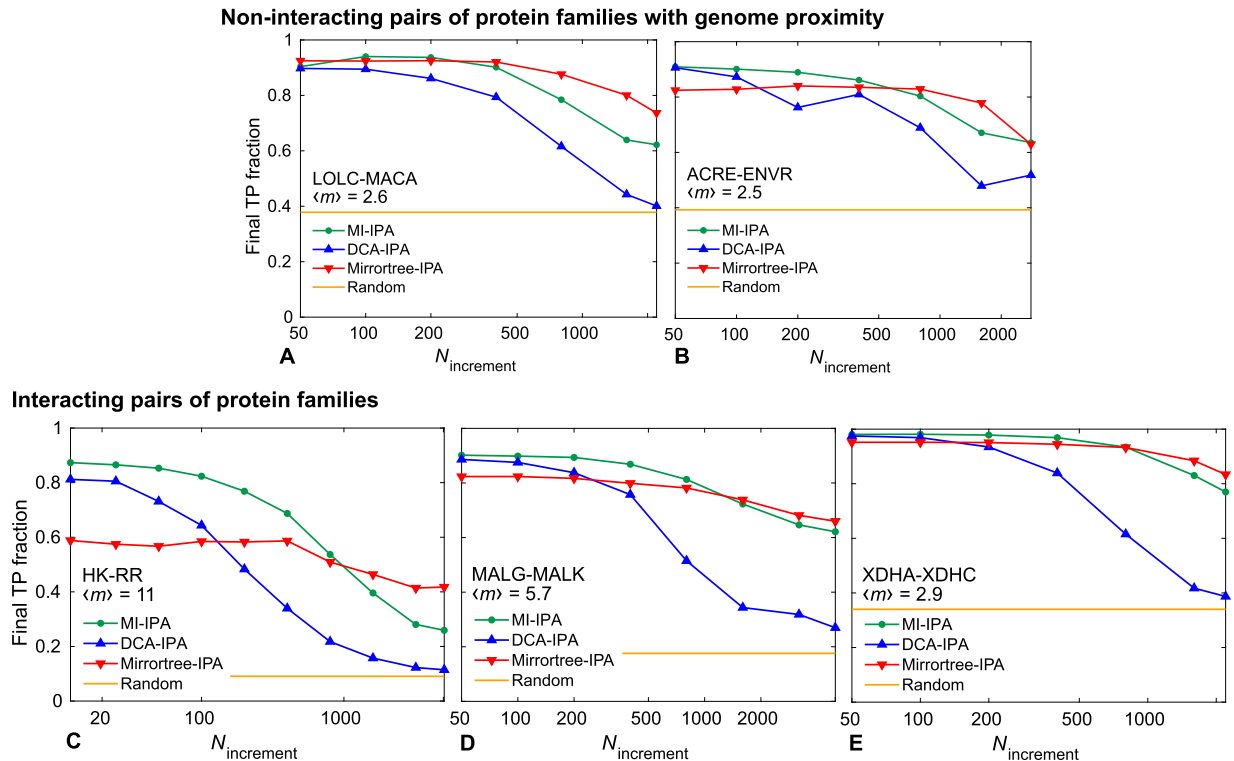 Non-interacting pairs of protein families with genome proximity
1
0.8
0.6
0.4
0.2
0
Final TP fraction
LOLC-MACA
⟨m⟩ = 2.6
MI-IPA
DCA-IPA
Mirrortree-IPA
Random
50 100 200 500 1000
A
N increment
ACRE-ENVR
⟨m⟩ = 2.5
MI-IPA
DCA-IPA
Mirrortree-IPA
Random
50 100 200 500 1000 2000
B
N increment
Interacting pairs of protein families
1
0.8
0.6
0.4
0.2
0
Final TP fraction
HK-RR
⟨m⟩ = 11
MI-IPA
DCA-IPA
Mirrortree-IPA
Random
20 100 1000
C
N increment
MALG-MALK
⟨m⟩ = 5.7
MI-IPA
DCA-IPA
Mirrortree-IPA
Random
50 100 200 500 1000 2000
D
N increment
XDHA-XDHC
⟨m⟩ = 2.9
MI-IPA
DCA-IPA
Mirrortree-IPA
Random
50 100 200 500 1000
E
N increment